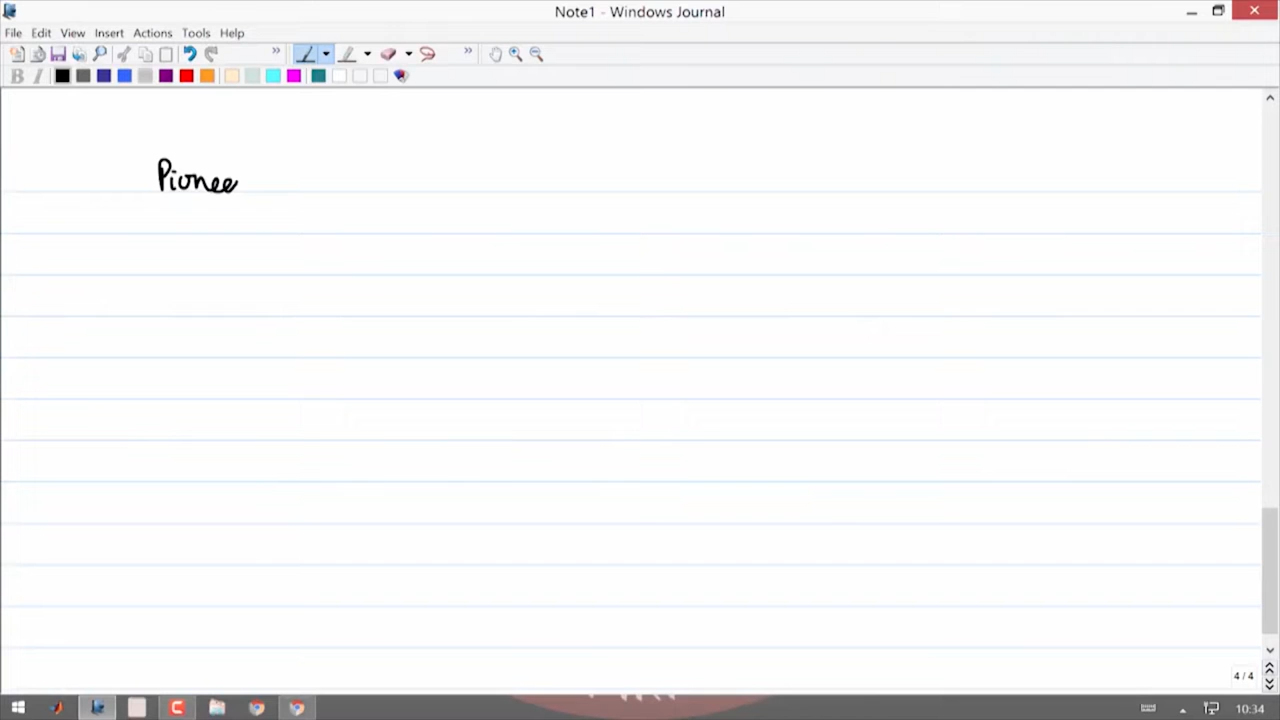 Note1 - Windows Journal
File Edit View Insert Actions Tools Help
B I
Pionee
4 / 4
10:34